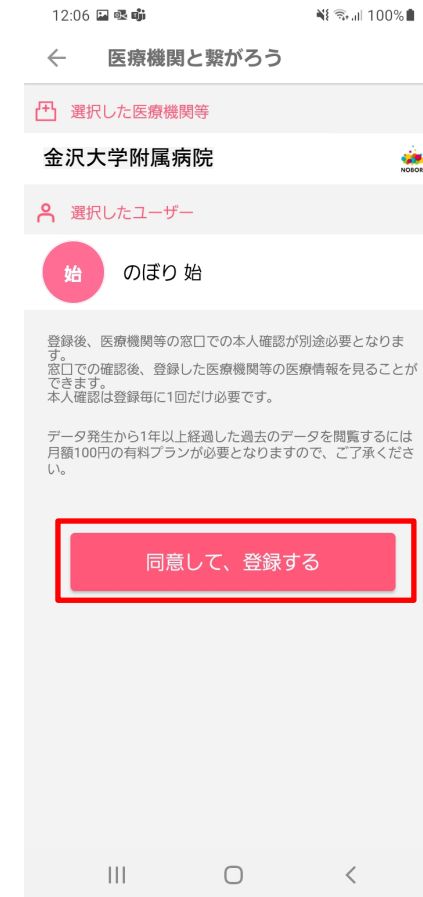 12:06 100%
医療機関と繋がろう
選択した医療機関等
金沢大学附属病院
NOBOR
選択したユーザー
始 のぼり 始
登録後、医療機関等の窓口での本人確認が別途必要となりま
す。
窓口での確認後、登録した医療機関等の医療情報を見ることが
できます。
本人確認は登録毎に1回だけ必要です。
データ発生から1年以上経過した過去のデータを閲覧するには
月額100円の有料プランが必要となりますので、ご了承くださ
い。
同意して、登録する